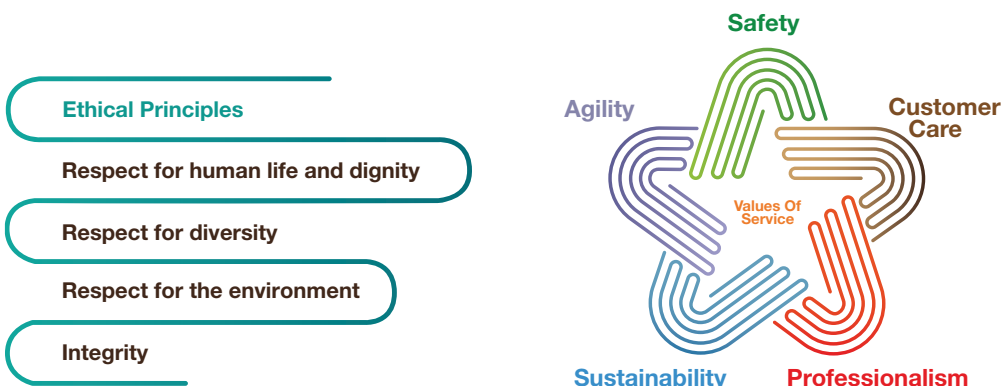 Ethical Principles
Respect for human life and dignity
Respect for diversity
Respect for the environment
Integrity
Safety
Agility
Customer
Care
Values Of
Service
Sustainability
Professionalism